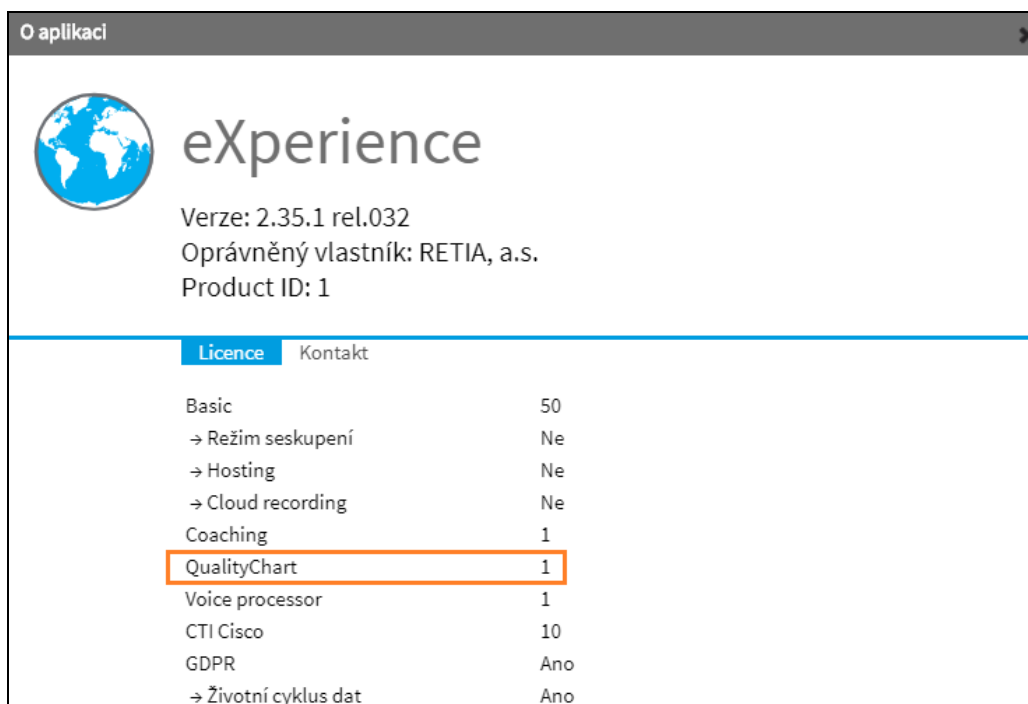 O aplikaci
eXperience
Verze: 2.35.1 rel.032
Oprávněný vlastník: RETIA, a.s.
Product ID: 1
Licence Kontakt
Basic 50
→ Režim seskupení Ne
→ Hosting Ne
→ Cloud recording Ne
Coaching 1
QualityChart 1
Voice processor 1
CTI Cisco 10
GDPR Ano
→ Životní cyklus dat Ano